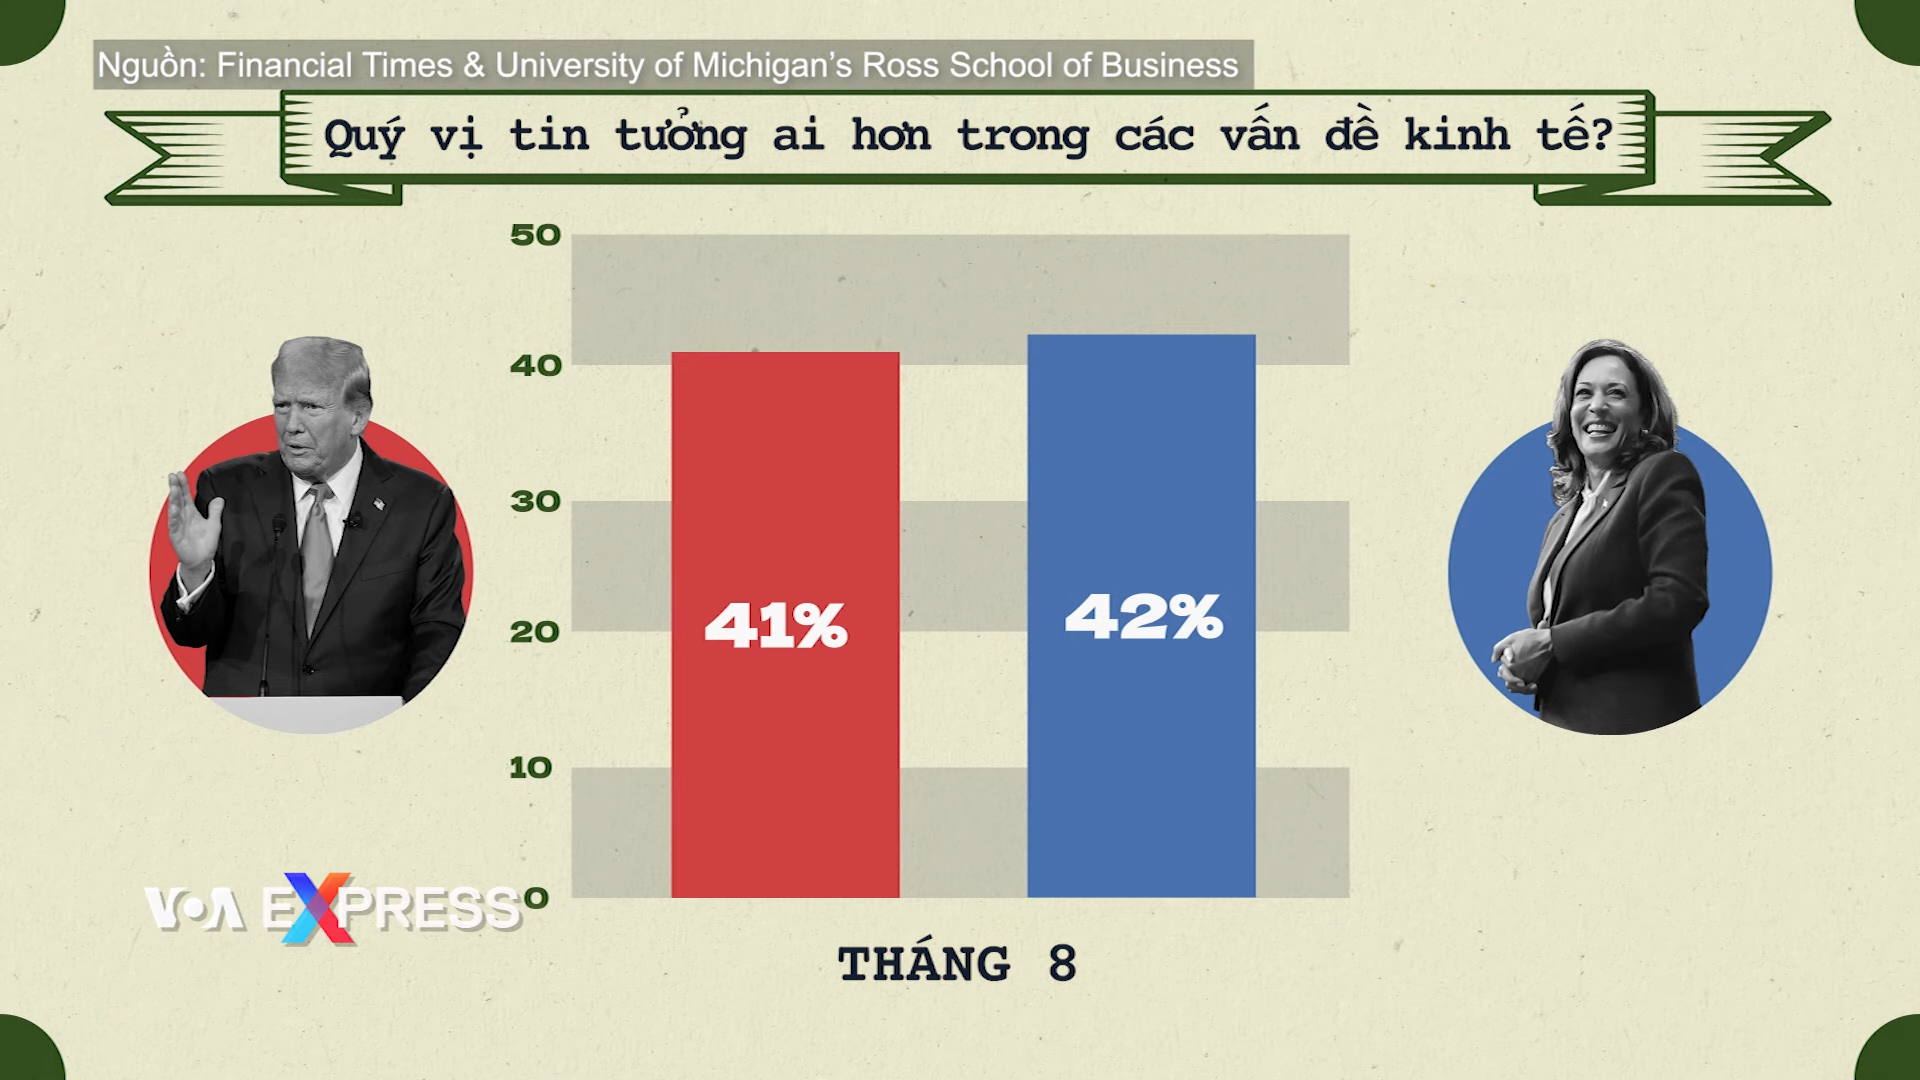 Nguồn: Financial Times & University of Michigan’s Ross School of Business
Quý vị tin tưởng ai hơn trong các vấn đề kinh tế?
50
40
30
20
10
0
41%
42%
VOA EXPRESS
THÁNG 8